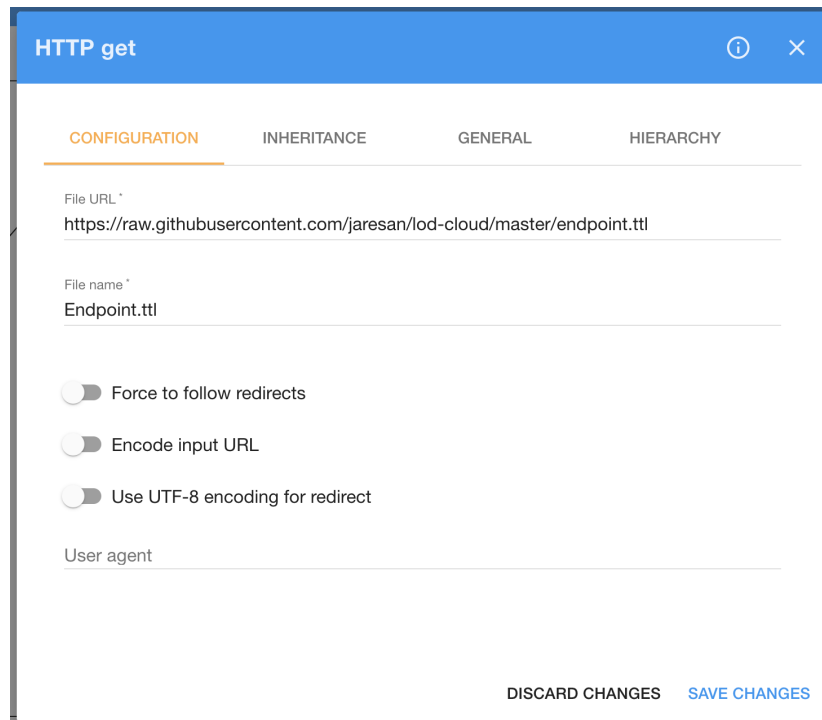 HTTP get
CONFIGURATION INHERITANCE GENERAL HIERARCHY
File URL *
https://raw.githubusercontent.com/jaresan/lod-cloud/master/endpoint.ttl
File name *
Endpoint.ttl
Force to follow redirects
Encode input URL
Use UTF-8 encoding for redirect
User agent
DISCARD CHANGES SAVE CHANGES